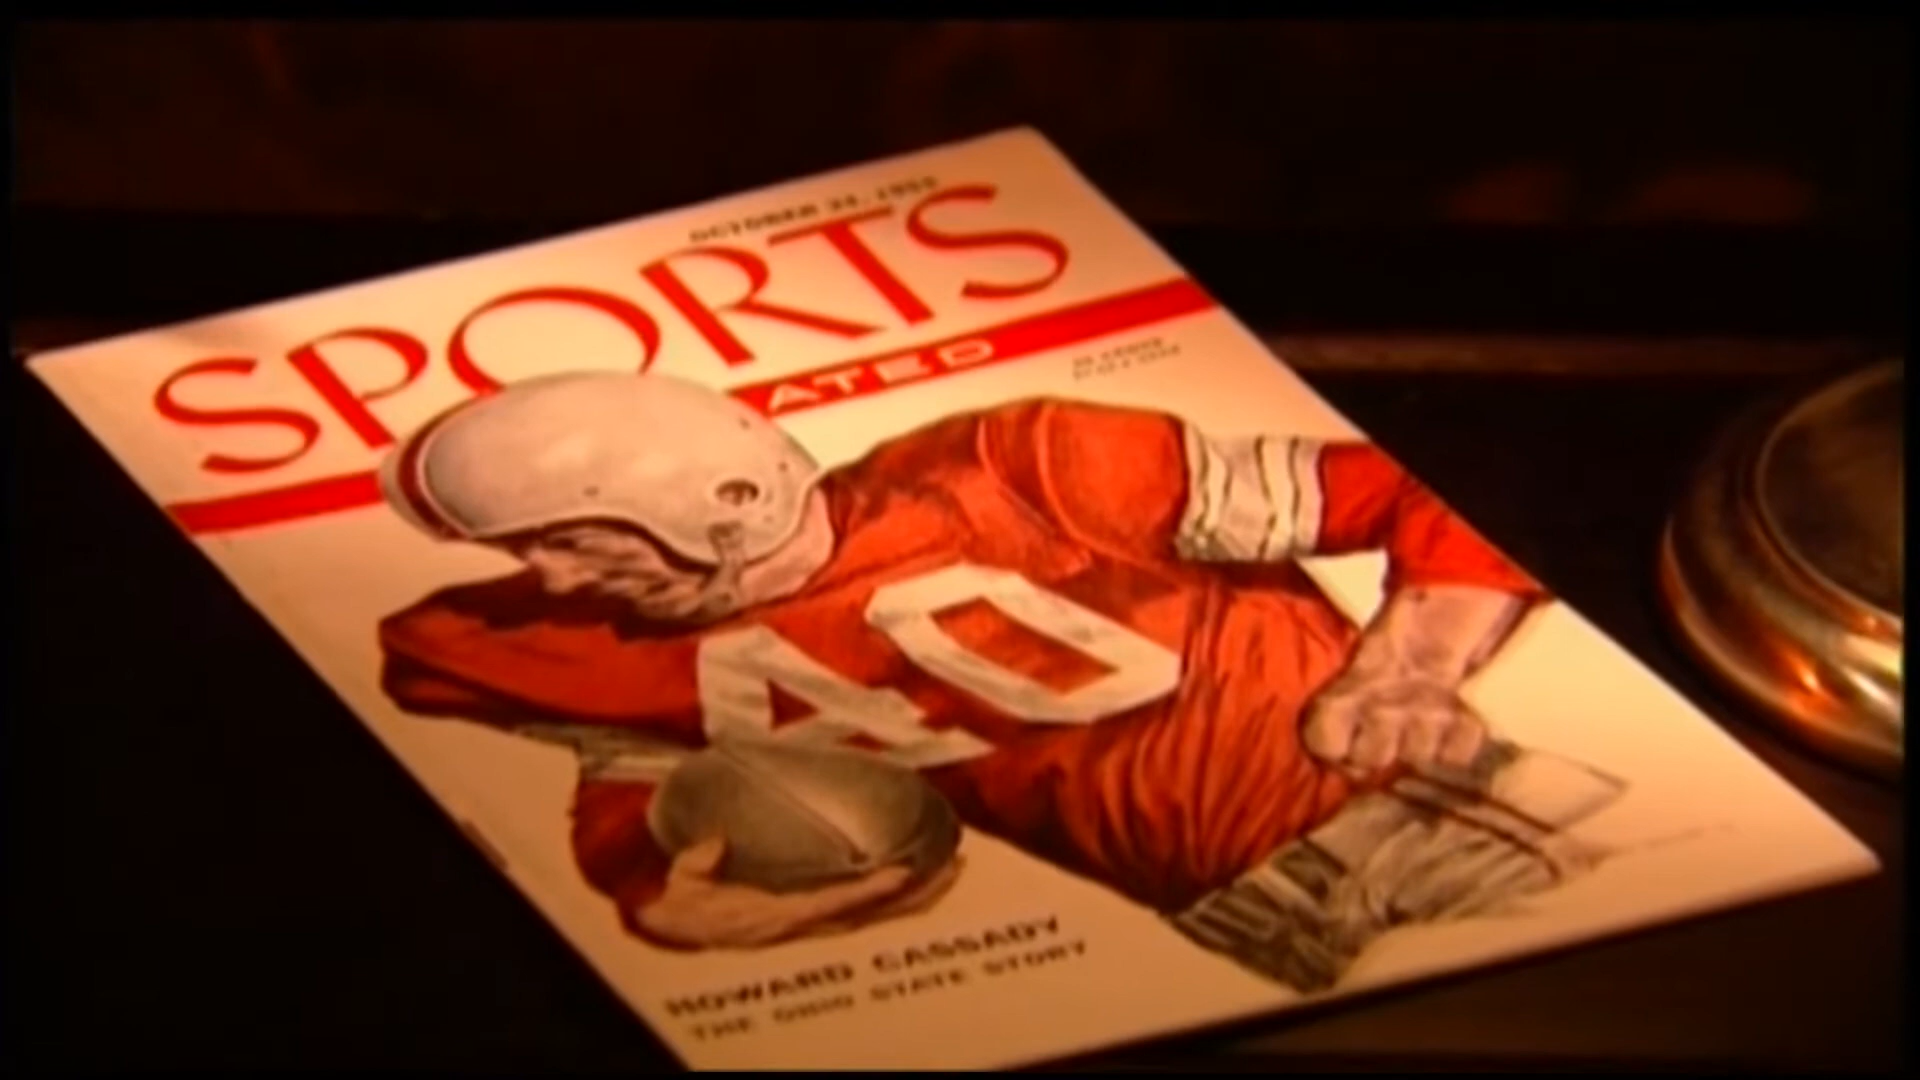 OCTOBER 24, 1955
SPORTS
ATED
40
HOWARD CASSADY
THE OHIO STATE STORY